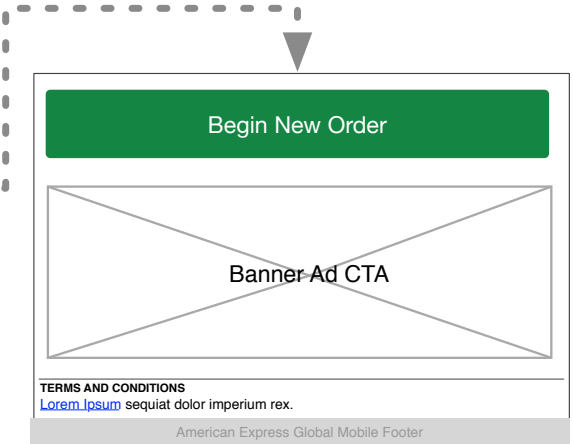 Begin New Order
Banner Ad CTA
TERMS AND CONDITIONS
Lorem Ipsum sequiat dolor imperium rex.
American Express Global Mobile Footer